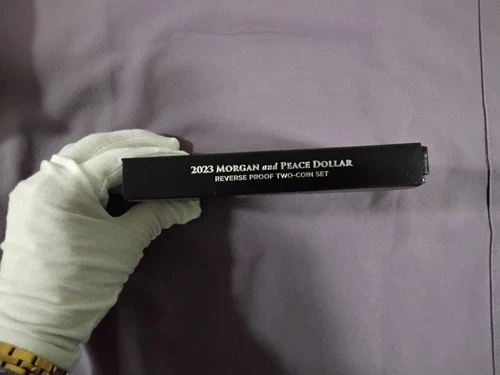 2023 MORGAN and PEACE DOLLAR
REVERSE PROOF TWO-COIN SET